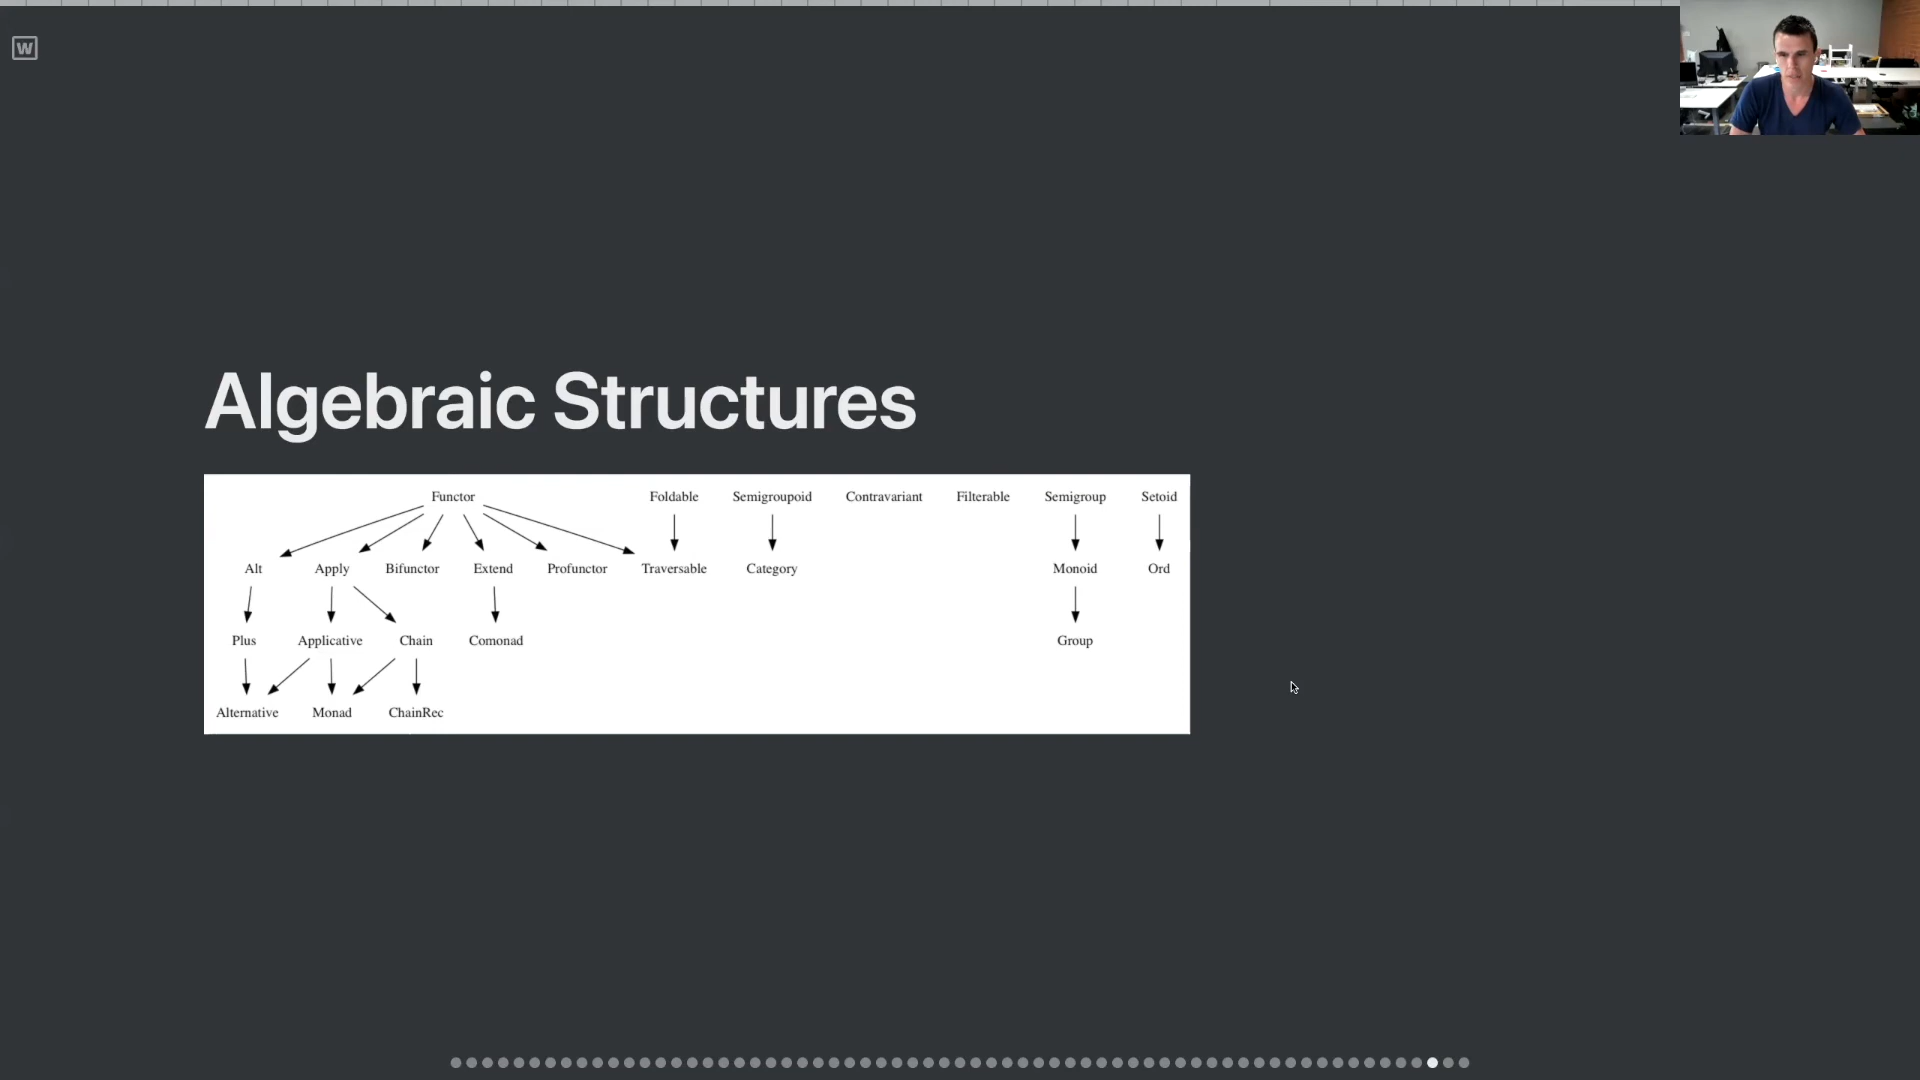 W
Algebraic Structures
Functor Foldable Semigroupoid Contravariant Filterable Semigroup Setoid
Alt Apply Bifunctor Extend Profunctor Traversable Category Monoid Ord
Plus Applicative Chain Comonad Group
Alternative Monad ChainRec